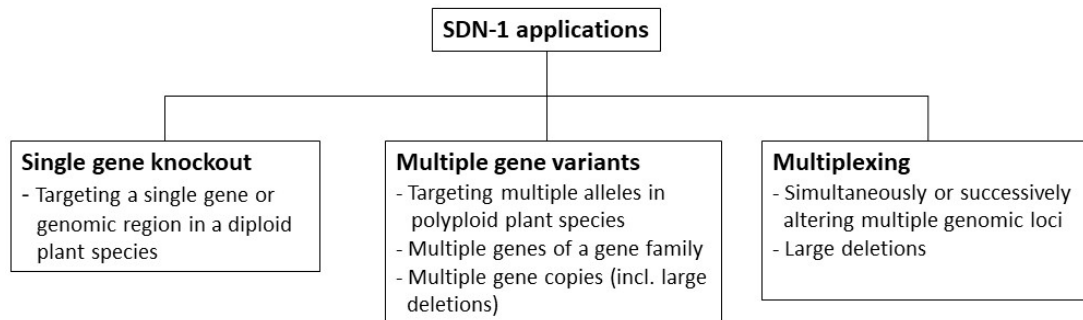 SDN-1 applications
Single gene knockout
- Targeting a single gene or
genomic region in a diploid
plant species
Multiple gene variants
- Targeting multiple alleles in
polyploid plant species
- Multiple genes of a gene family
- Multiple gene copies (incl. large
deletions)
Multiplexing
- Simultaneously or successively
altering multiple genomic loci
- Large deletions